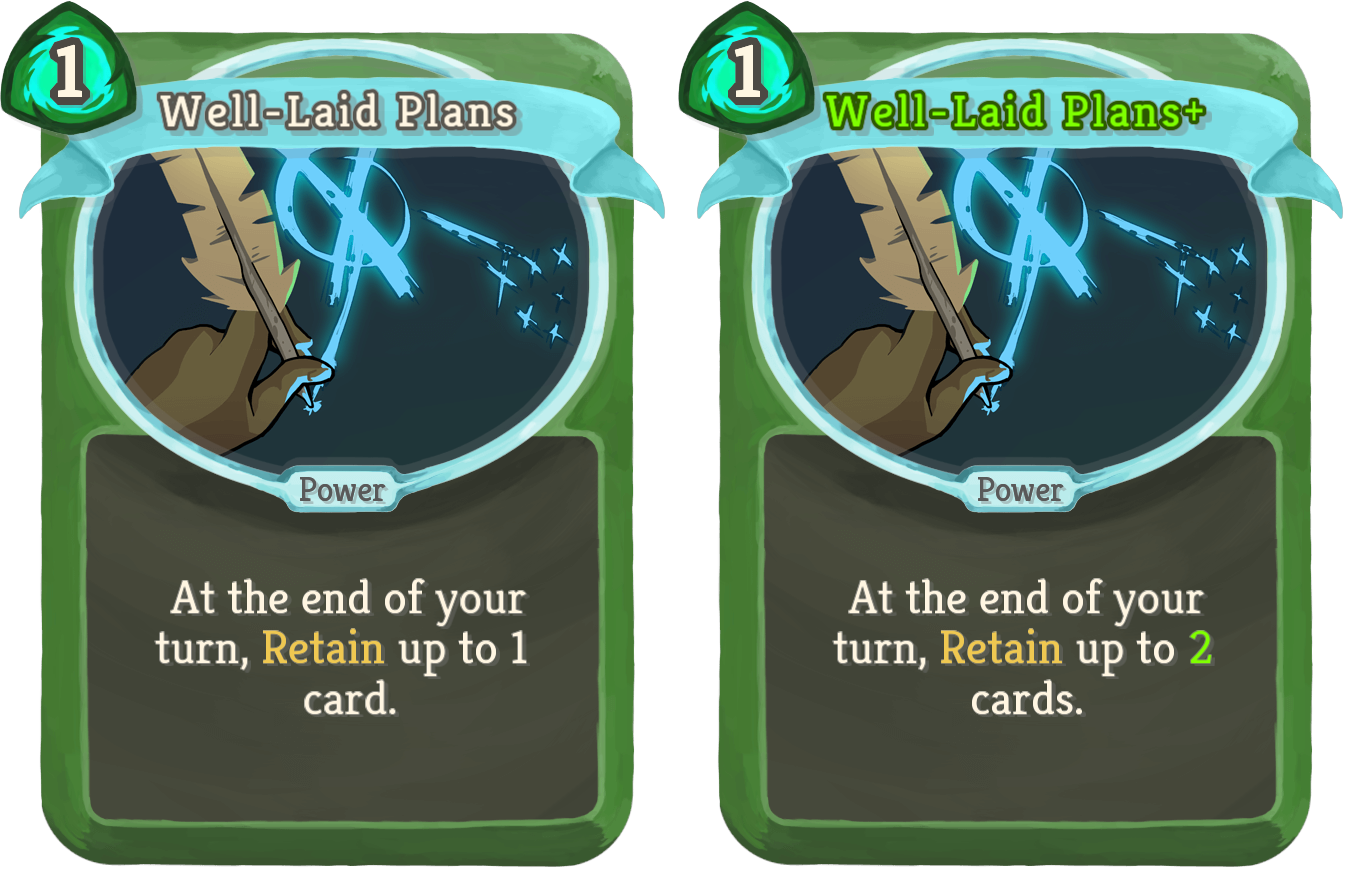 1
Well-Laid Plans
Power
At the end of your
turn, Retain up to 1
card.
1
Well-Laid Plans+
Power
At the end of your
turn, Retain up to 2
cards.